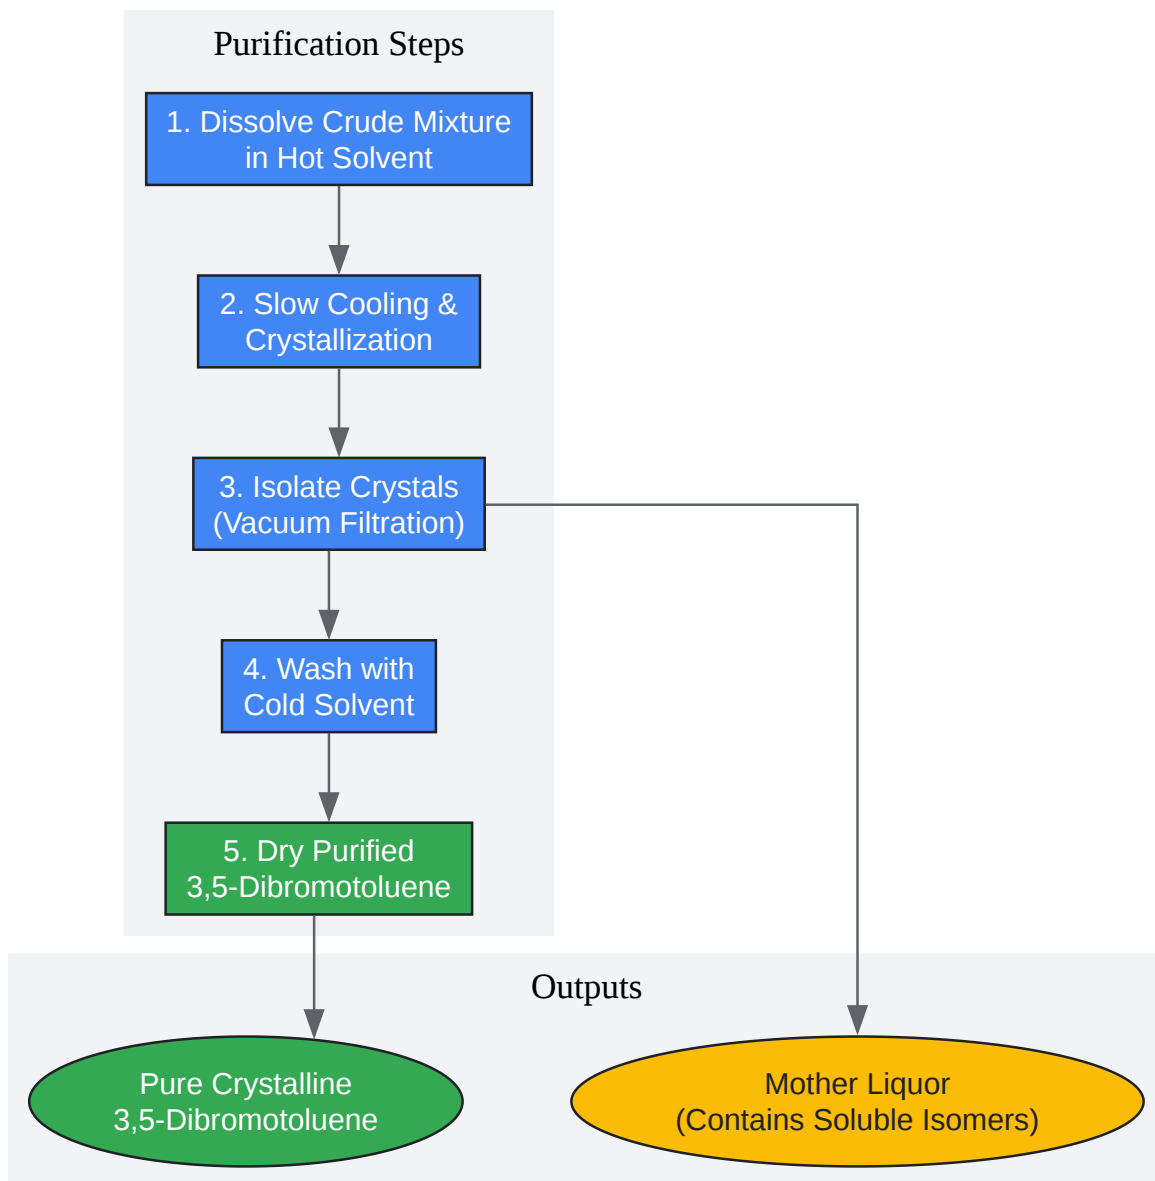 Purification Steps
1. Dissolve Crude Mixture
in Hot Solvent
2. Slow Cooling &
Crystallization
3. Isolate Crystals
(Vacuum Filtration)
4. Wash with
Cold Solvent
5. Dry Purified
3,5-Dibromotoluene
Outputs
Pure Crystalline
3,5-Dibromotoluene
Mother Liquor
(Contains Soluble Isomers)